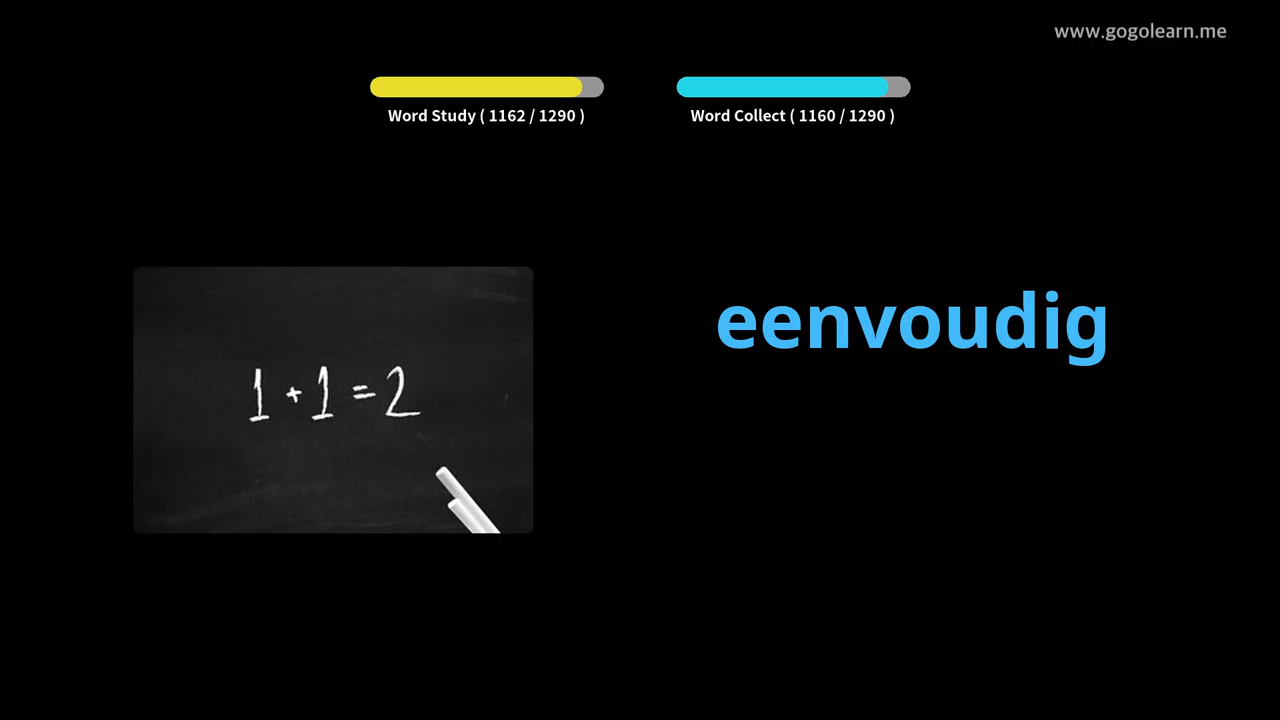 www.gogolearn.me
Word Study ( 1162 / 1290 )
Word Collect ( 1160 / 1290 )
eenvoudig
1 + 1 = 2